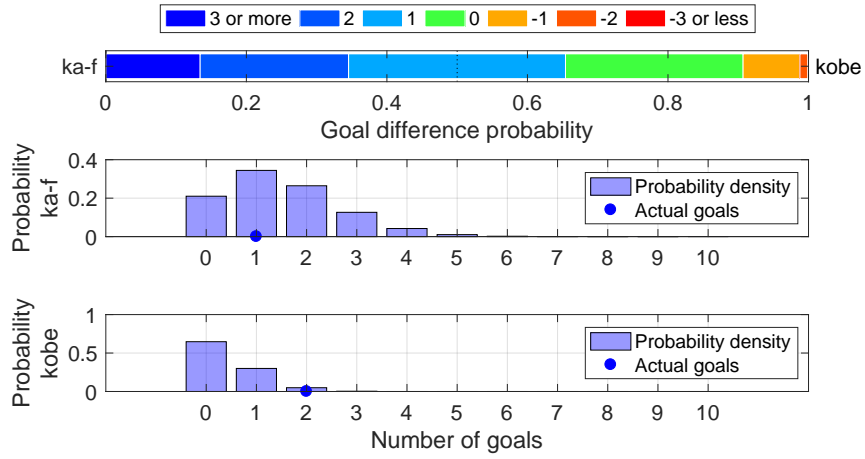 3 or more 2 1 0 -1 -2 -3 or less
ka-f kobe
0 0.2 0.4 0.6 0.8 1
Goal difference probability
Probability
ka-f
0.4
0.2
0
Probability density
Actual goals
0 1 2 3 4 5 6 7 8 9 10
Probability
kobe
1
0.5
0
Probability density
Actual goals
0 1 2 3 4 5 6 7 8 9 10
Number of goals